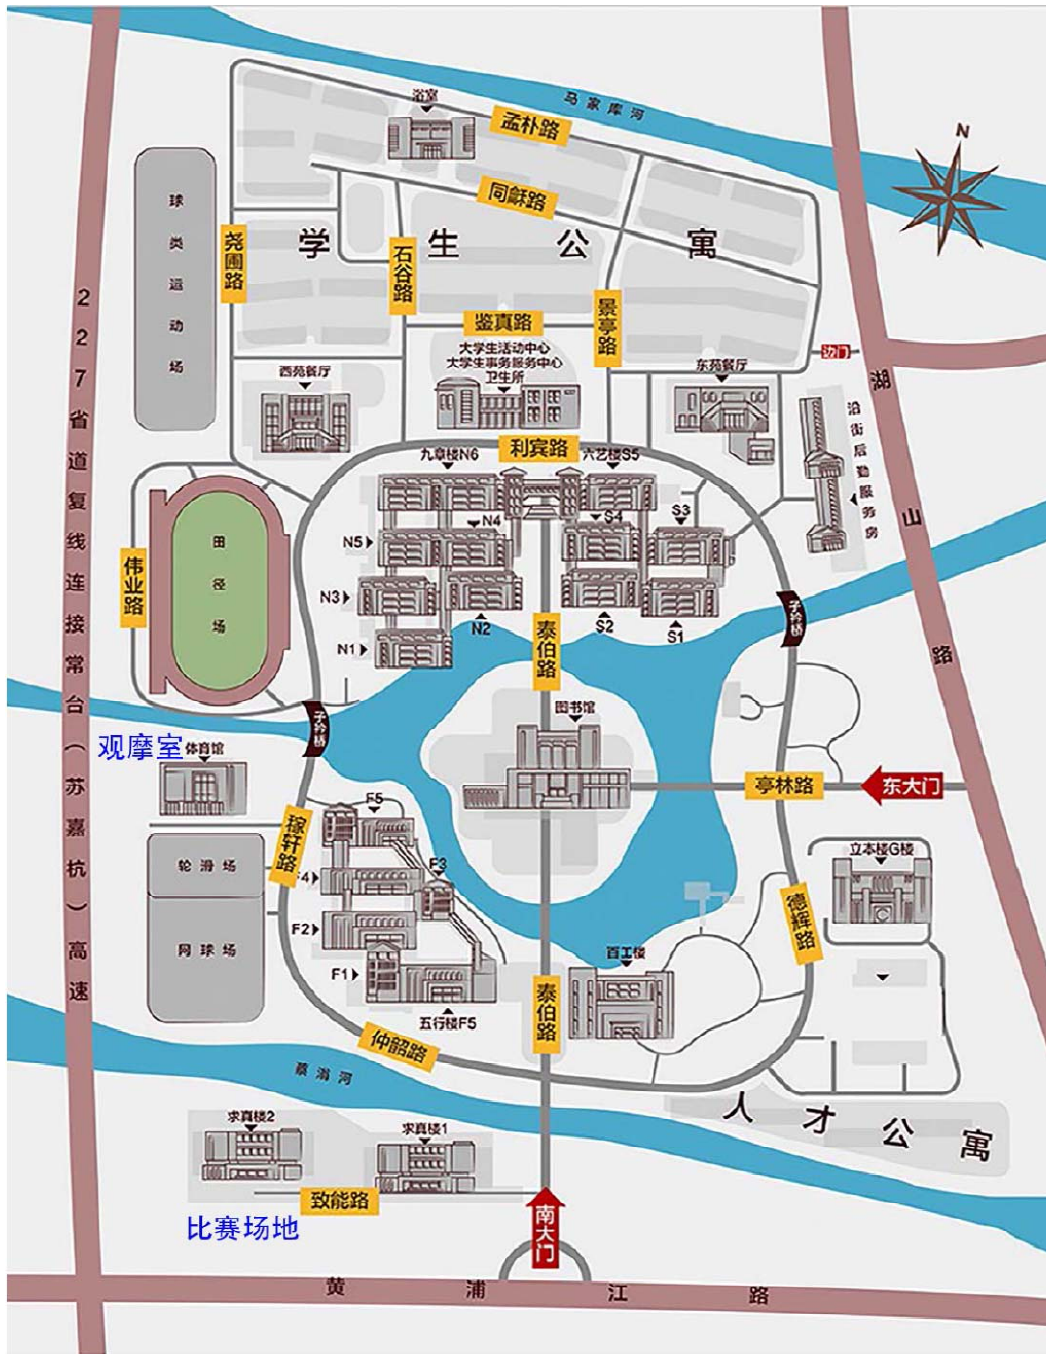 浴室
马家库河
孟朴路
N
同龢路
球类运动场
尧圃路
学生公寓
石谷路
景亭路
鉴真路
大学生活动中心
大学生事务服务中心
卫生所
西苑餐厅
东苑餐厅
边门
湖山路
沿街后勤服务房
227省道复线连接常台（苏嘉杭）高速
利宾路
九章楼N6
六艺楼S5
N4
S4
S3
N5
伟业路
田径场
N3
N2
S2
S1
N1
泰伯路
子衿桥
子衿桥
图书馆
观摩室
体育馆
亭林路
东大门
稼轩路
F5
轮滑场
F4
F3
立本楼G楼
德辉路
网球场
F2
百工楼
F1
泰伯路
五行楼F5
仲韶路
蔡滃河
人才公寓
求真楼2
求真楼1
致能路
比赛场地
南大门
黄浦江路